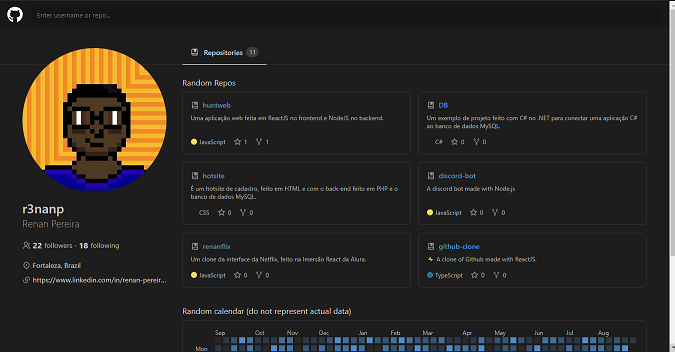 Enter username or repo...
Repositories 11
r3nanp
Renan Pereira
22 followers · 18 following
Fortaleza, Brazil
https://www.linkedin.com/in/renan-pereir...
Random Repos
huntweb
Uma aplicação web feita em ReactJS no frontend e NodeJS no backend.
JavaScript 1 1
DB
Um exemplo de projeto feito com C# no .NET para conectar uma aplicação C#
ao banco de dados MySQL.
C# 0 0
hotsite
É um hotsite de cadastro, feito em HTML e com o back-end feito em PHP e o
banco de dados MySQL.
CSS 0 0
discord-bot
A discord bot made with Node.js
JavaScript 0 0
renanflix
Um clone da interface da Netflix; feito na Imersão React da Alura.
JavaScript 0 0
github-clone
⚡ A clone of Github made with ReactJS.
TypeScript 0 0
Random calendar (do not represent actual data)
Sep Oct Nov Dec Jan Feb Mar Apr May Jun Jul Aug
Mon